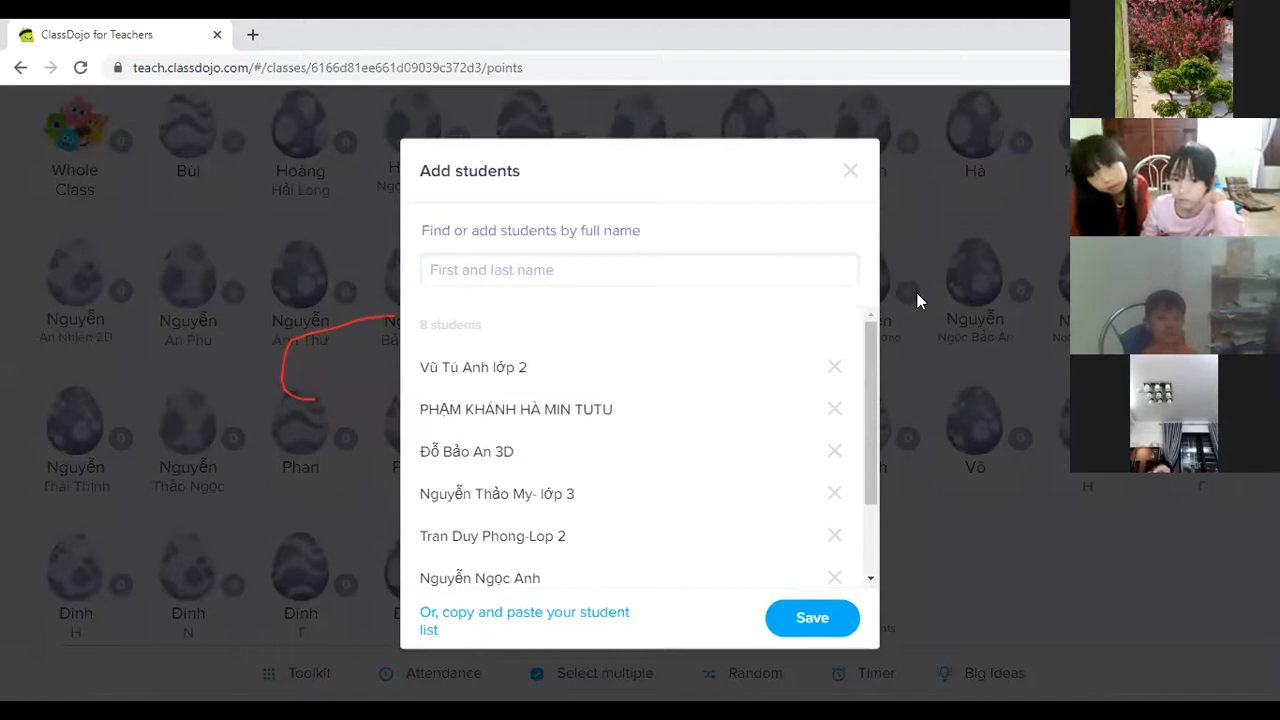 ClassDojo for Teachers
teach.classdojo.com/#/classes/6166d81ee661d09039c372d3/points
Whole
Class
Bùi
Hoàng
Hải Long
Hà
Add students
Find or add students by full name
First and last name
8 students
Vũ Tú Anh lớp 2
PHẠM KHÁNH HÀ MIN TUTU
Đỗ Bảo An 3D
Nguyễn Thảo My- lớp 3
Tran Duy Phong-Lop 2
Nguyễn Ngọc Anh
Or, copy and paste your student
list
Save
Nguyễn
An Nhiên 2D
Nguyễn
An Phú
Nguyễn
Anh Thư
Nguyễn
Ngọc Bảo An
Nguyễn
Thái Thịnh
Nguyễn
Thảo Ngọc
Phan
Võ
H
T
Đinh
H
Đinh
N
Đinh
T
Toolkit
Attendance
Select multiple
Random
Timer
Big Ideas